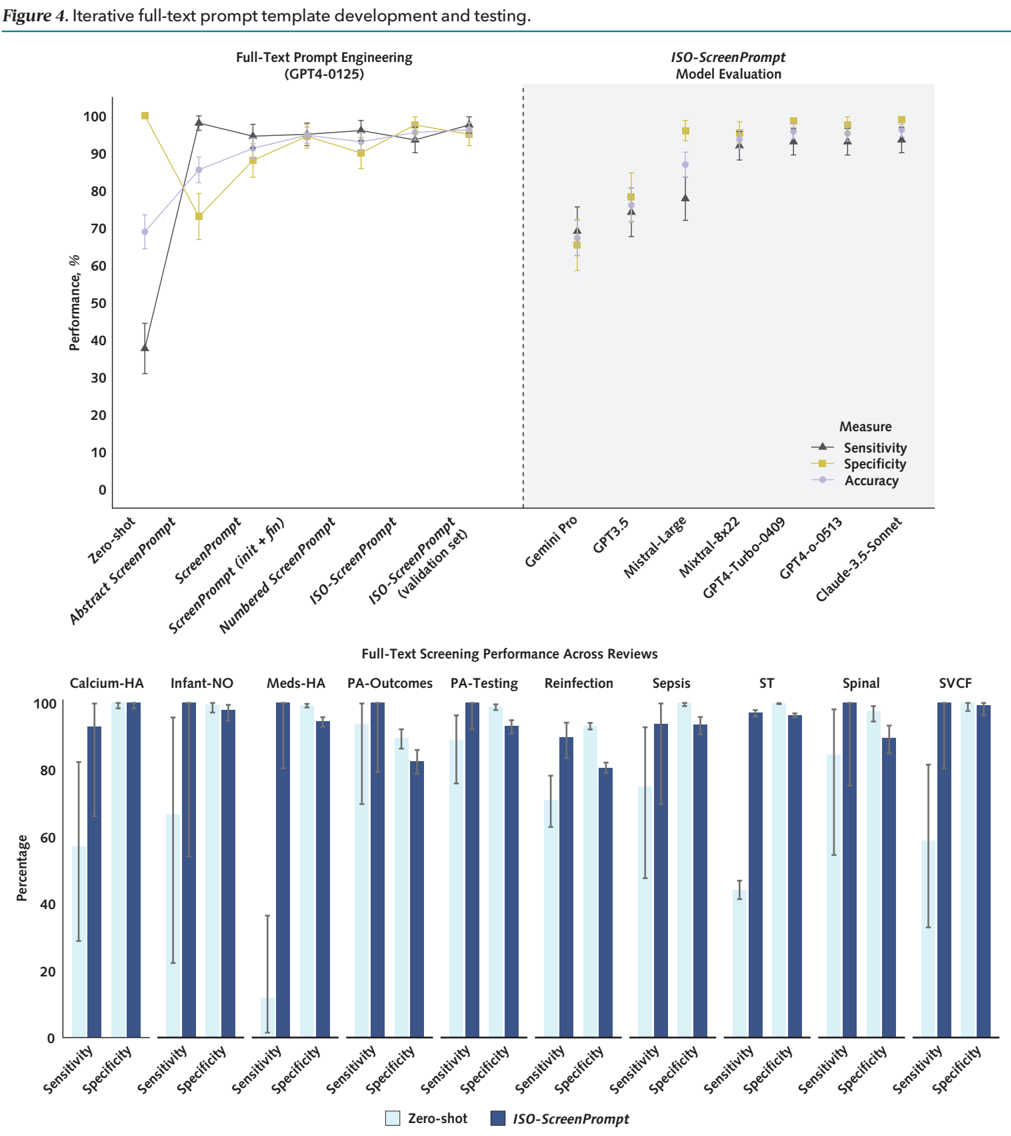 Figure 4. Iterative full-text prompt template development and testing.
Full-Text Prompt Engineering
(GPT4-0125)
ISO-ScreenPrompt
Model Evaluation
Performance, %
100
90
80
70
60
50
40
30
20
10
0
Measure
Sensitivity
Specificity
Accuracy
Zero-shot
Abstract ScreenPrompt
ScreenPrompt
ScreenPrompt (init + fin)
Numbered ScreenPrompt
ISO-ScreenPrompt
ISO-ScreenPrompt
(validation set)
Gemini Pro
GPT3.5
Mistral-Large
Mixtral-8x22
GPT4-Turbo-0409
GPT4-o-0513
Claude-3.5-Sonnet
Full-Text Screening Performance Across Reviews
Calcium-HA Infant-NO Meds-HA PA-Outcomes PA-Testing Reinfection Sepsis ST Spinal SVCF
Percentage
100
80
60
40
20
0
Sensitivity Specificity Sensitivity Specificity Sensitivity Specificity Sensitivity Specificity Sensitivity Specificity Sensitivity Specificity Sensitivity Specificity Sensitivity Specificity Sensitivity Specificity Sensitivity Specificity
Zero-shot ISO-ScreenPrompt